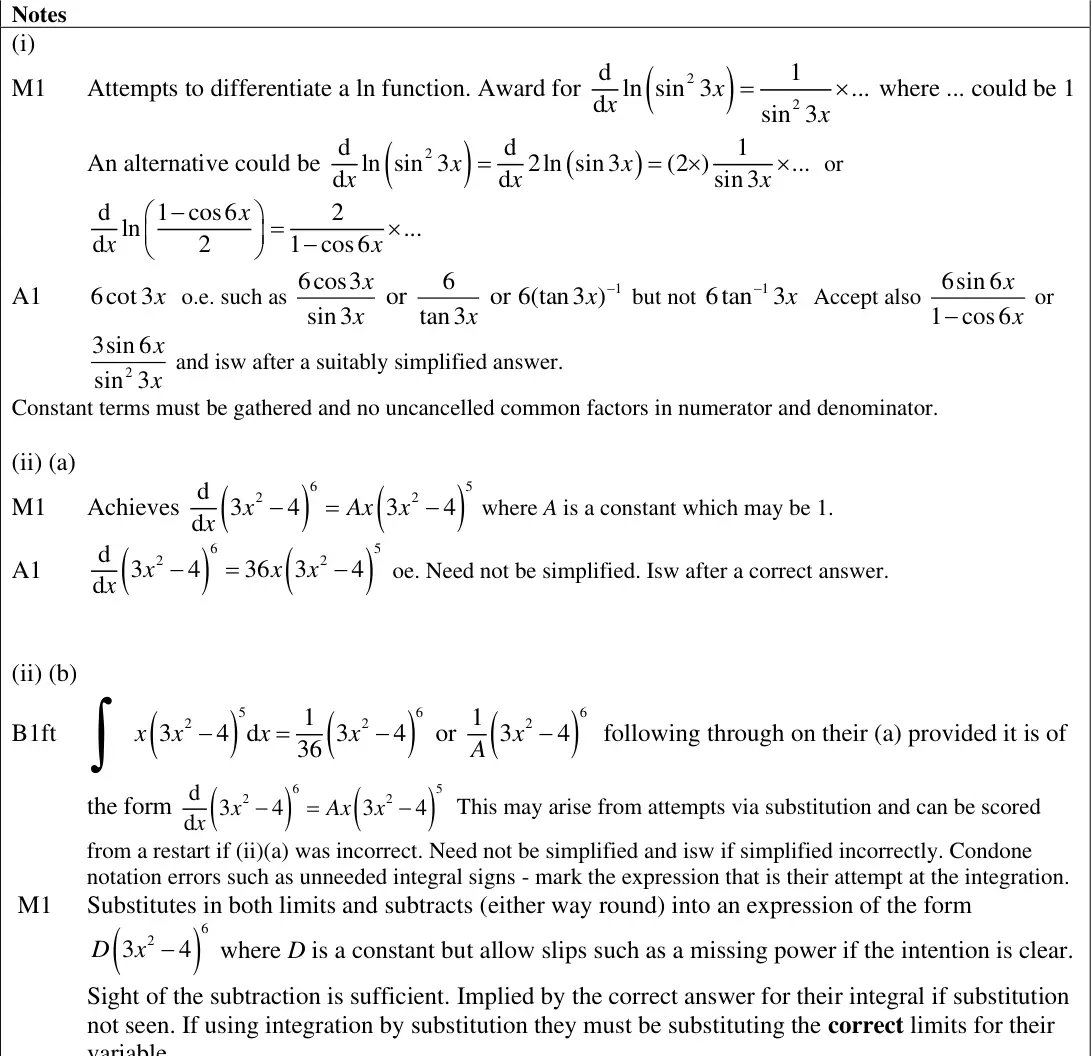 Notes
(i)
M1 Attempts to differentiate a ln function. Award for d/dx ln(sin² 3x) = 1/(sin² 3x) ×... where ... could be 1
An alternative could be d/dx ln(sin² 3x) = d/dx 2ln(sin 3x) = (2×) 1/(sin 3x) ×... or
d/dx ln((1−cos 6x)/2) = 2/(1−cos 6x) ×...
A1 6cot 3x o.e. such as (6cos 3x)/(sin 3x) or 6/(tan 3x) or 6(tan 3x)⁻¹ but not 6 tan⁻¹ 3x Accept also (6sin 6x)/(1−cos 6x) or
(3sin 6x)/(sin² 3x) and isw after a suitably simplified answer.
Constant terms must be gathered and no uncancelled common factors in numerator and denominator.
(ii) (a)
M1 Achieves d/dx (3x² − 4)⁶ = Ax(3x² − 4)⁵ where A is a constant which may be 1.
A1 d/dx (3x² − 4)⁶ = 36x(3x² − 4)⁵ oe. Need not be simplified. Isw after a correct answer.
(ii) (b)
B1ft ∫ x(3x² − 4)⁵ dx = 1/36 (3x² − 4)⁶ or 1/A (3x² − 4)⁶ following through on their (a) provided it is of
the form d/dx (3x² − 4)⁶ = Ax(3x² − 4)⁵ This may arise from attempts via substitution and can be scored
from a restart if (ii)(a) was incorrect. Need not be simplified and isw if simplified incorrectly. Condone
notation errors such as unneeded integral signs - mark the expression that is their attempt at the integration.
M1 Substitutes in both limits and subtracts (either way round) into an expression of the form
D(3x² − 4)⁶ where D is a constant but allow slips such as a missing power if the intention is clear.
Sight of the subtraction is sufficient. Implied by the correct answer for their integral if substitution
not seen. If using integration by substitution they must be substituting the correct limits for their
variable